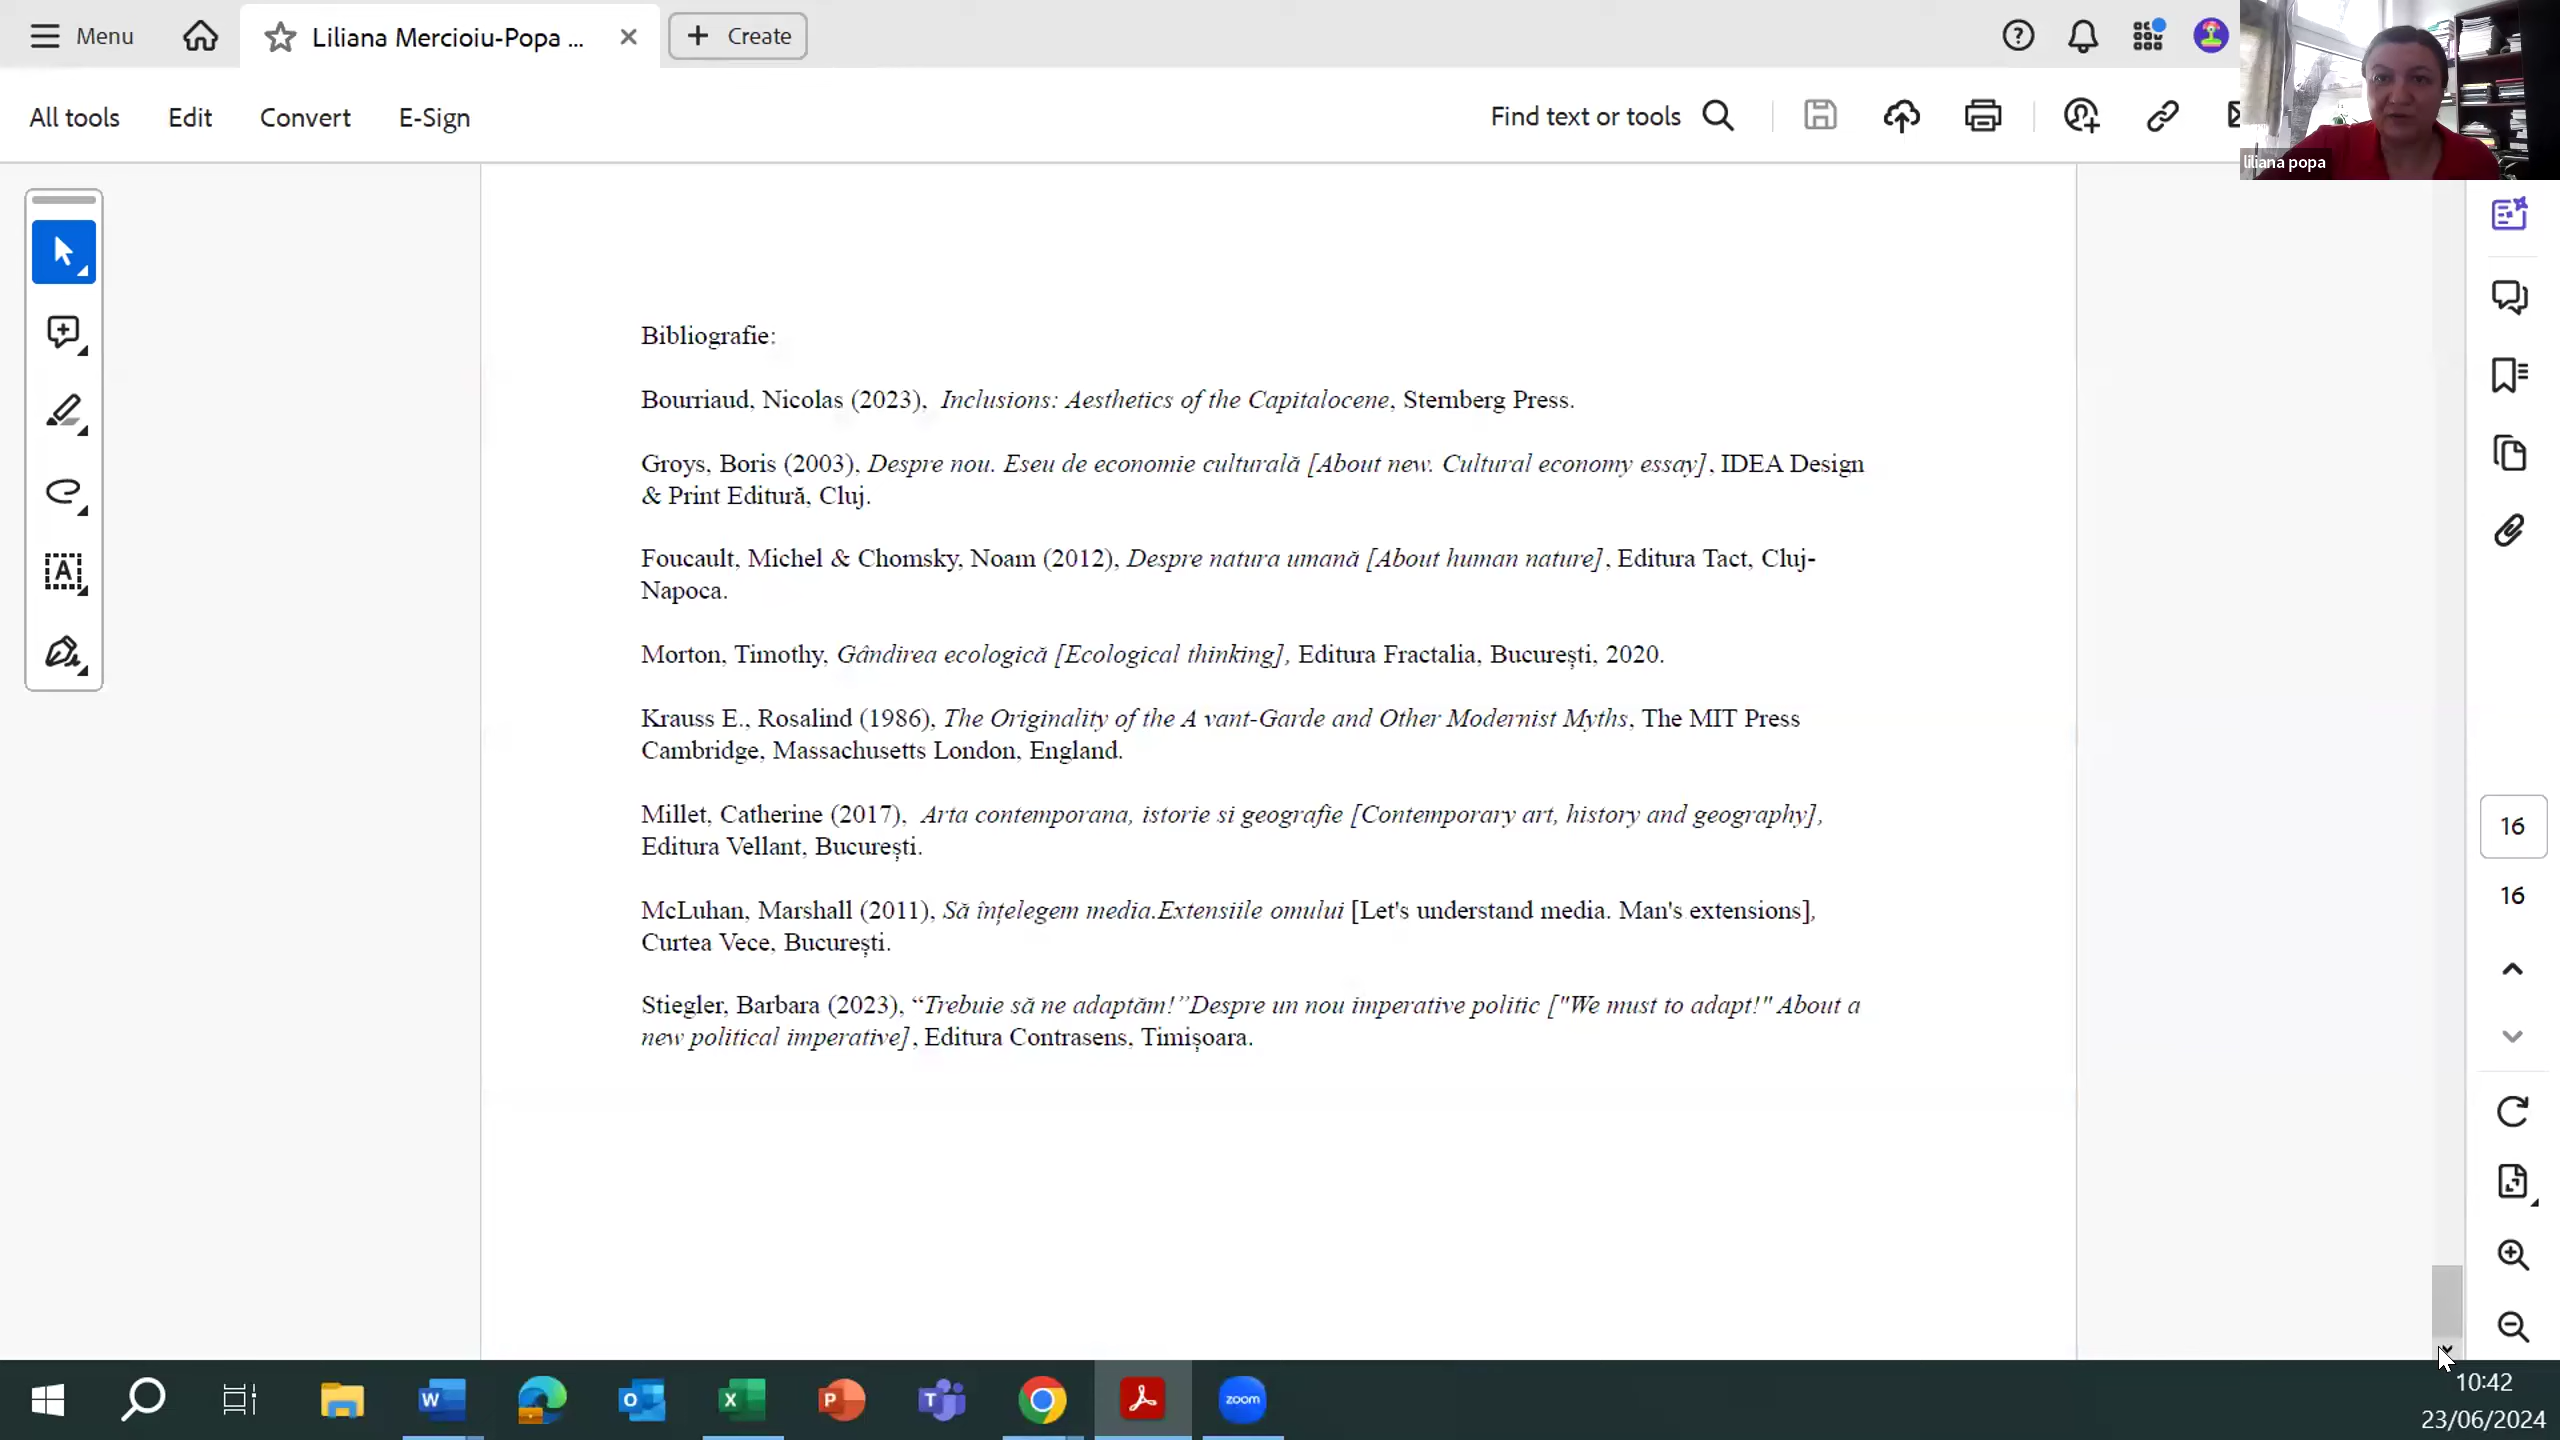 Menu
Liliana Mercioiu-Popa ...
Create
All tools
Edit
Convert
E-Sign
Find text or tools
liliana popa
Bibliografie:
Bourriaud, Nicolas (2023),  Inclusions: Aesthetics of the Capitalocene, Sternberg Press.
Groys, Boris (2003), Despre nou. Eseu de economie culturală [About new. Cultural economy essay], IDEA Design
& Print Editură, Cluj.
Foucault, Michel & Chomsky, Noam (2012), Despre natura umană [About human nature], Editura Tact, Cluj-
Napoca.
Morton, Timothy, Gândirea ecologică [Ecological thinking], Editura Fractalia, București, 2020.
Krauss E., Rosalind (1986), The Originality of the A vant-Garde and Other Modernist Myths, The MIT Press
Cambridge, Massachusetts London, England.
Millet, Catherine (2017),  Arta contemporana, istorie si geografie [Contemporary art, history and geography],
Editura Vellant, București.
McLuhan, Marshall (2011), Să înțelegem media.Extensiile omului [Let's understand media. Man's extensions],
Curtea Vece, București.
Stiegler, Barbara (2023), “Trebuie să ne adaptăm!”Despre un nou imperative politic ["We must to adapt!" About a
new political imperative], Editura Contrasens, Timișoara.
16
16
zoom
10:42
23/06/2024